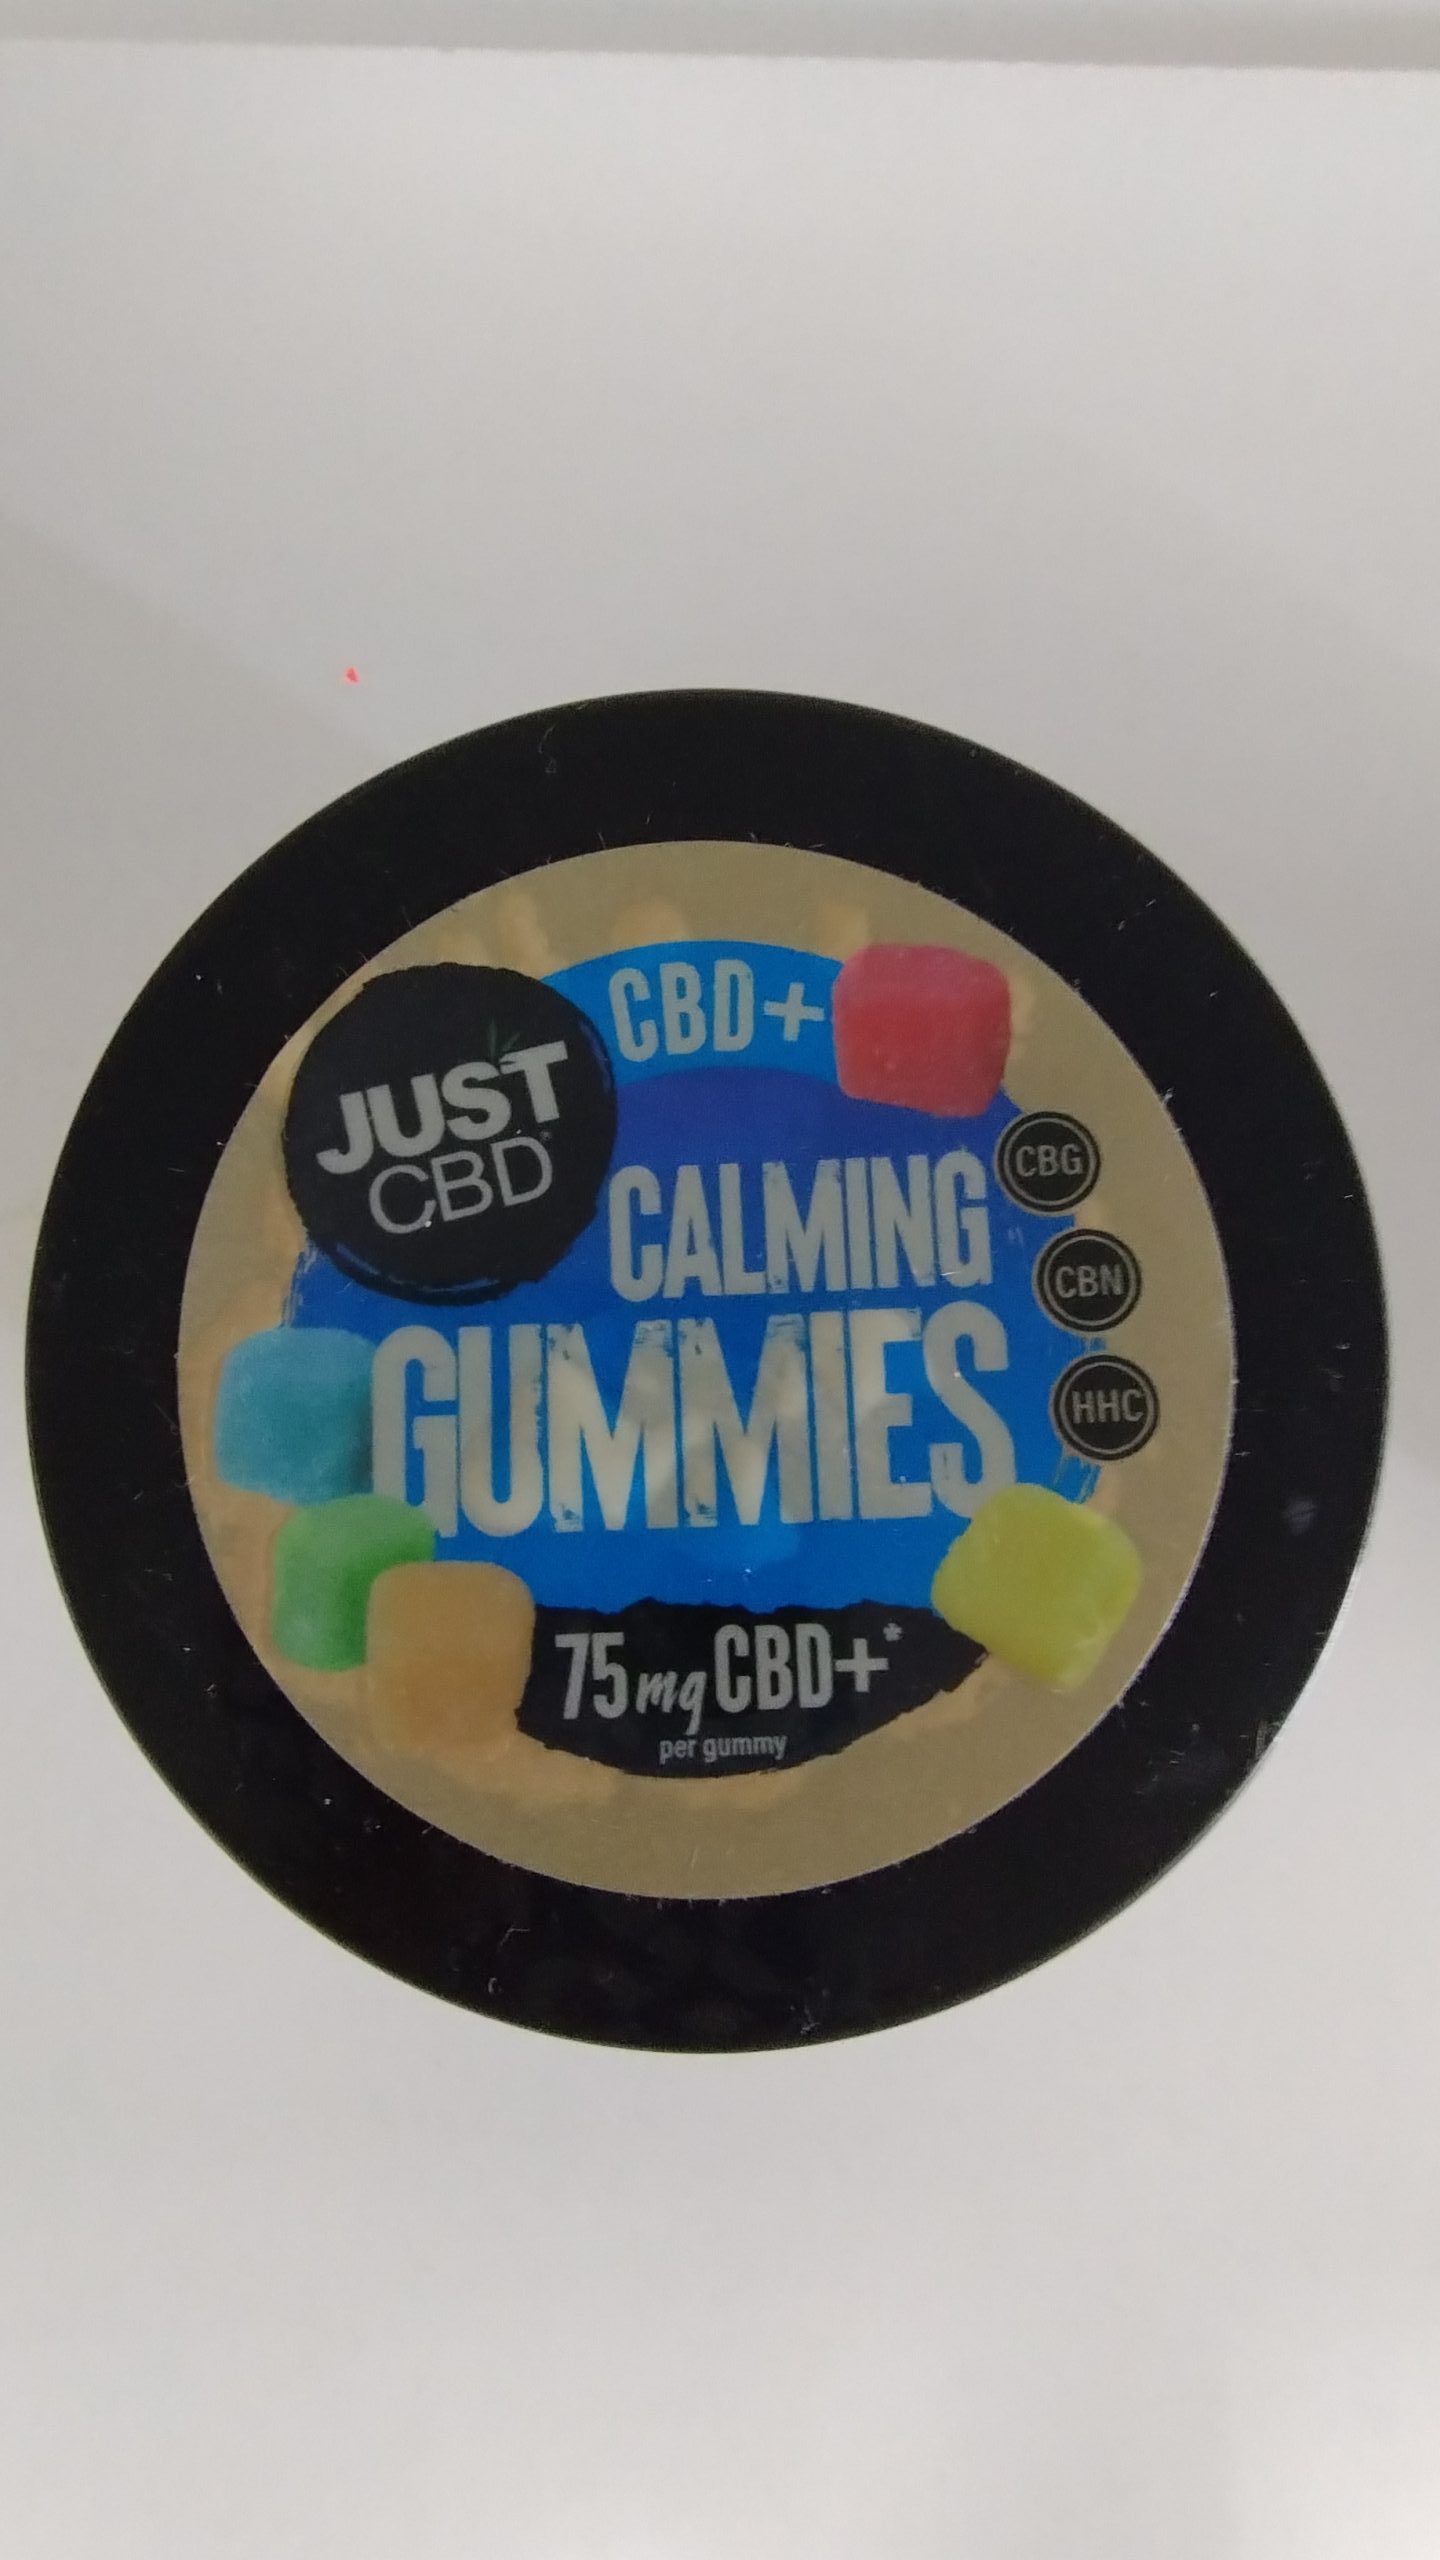 JUST
CBD
CBD+
CALMING
GUMMIES
CBG
CBN
HHC
75mg CBD+*
per gummy